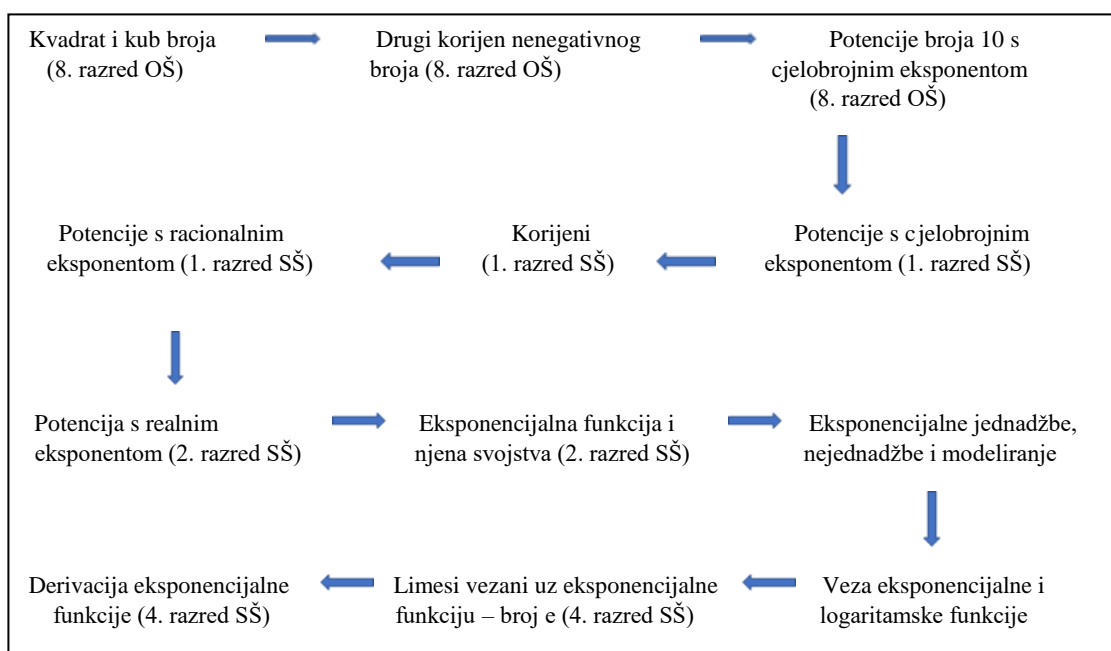 Kvadrat i kub broja
(8. razred OŠ)
Drugi korijen nenegativnog
broja (8. razred OŠ)
Potencije broja 10 s
cjelobrojnim eksponentom
(8. razred OŠ)
Potencije s racionalnim
eksponentom (1. razred SŠ)
Korijeni
(1. razred SŠ)
Potencije s cjelobrojnim
eksponentom (1. razred SŠ)
Potencija s realnim
eksponentom (2. razred SŠ)
Eksponencijalna funkcija i
njena svojstva (2. razred SŠ)
Eksponencijalne jednadžbe,
nejednadžbe i modeliranje
Derivacija eksponencijalne
funkcije (4. razred SŠ)
Limesi vezani uz eksponencijalne
funkciju – broj e (4. razred SŠ)
Veza eksponencijalne i
logaritamske funkcije